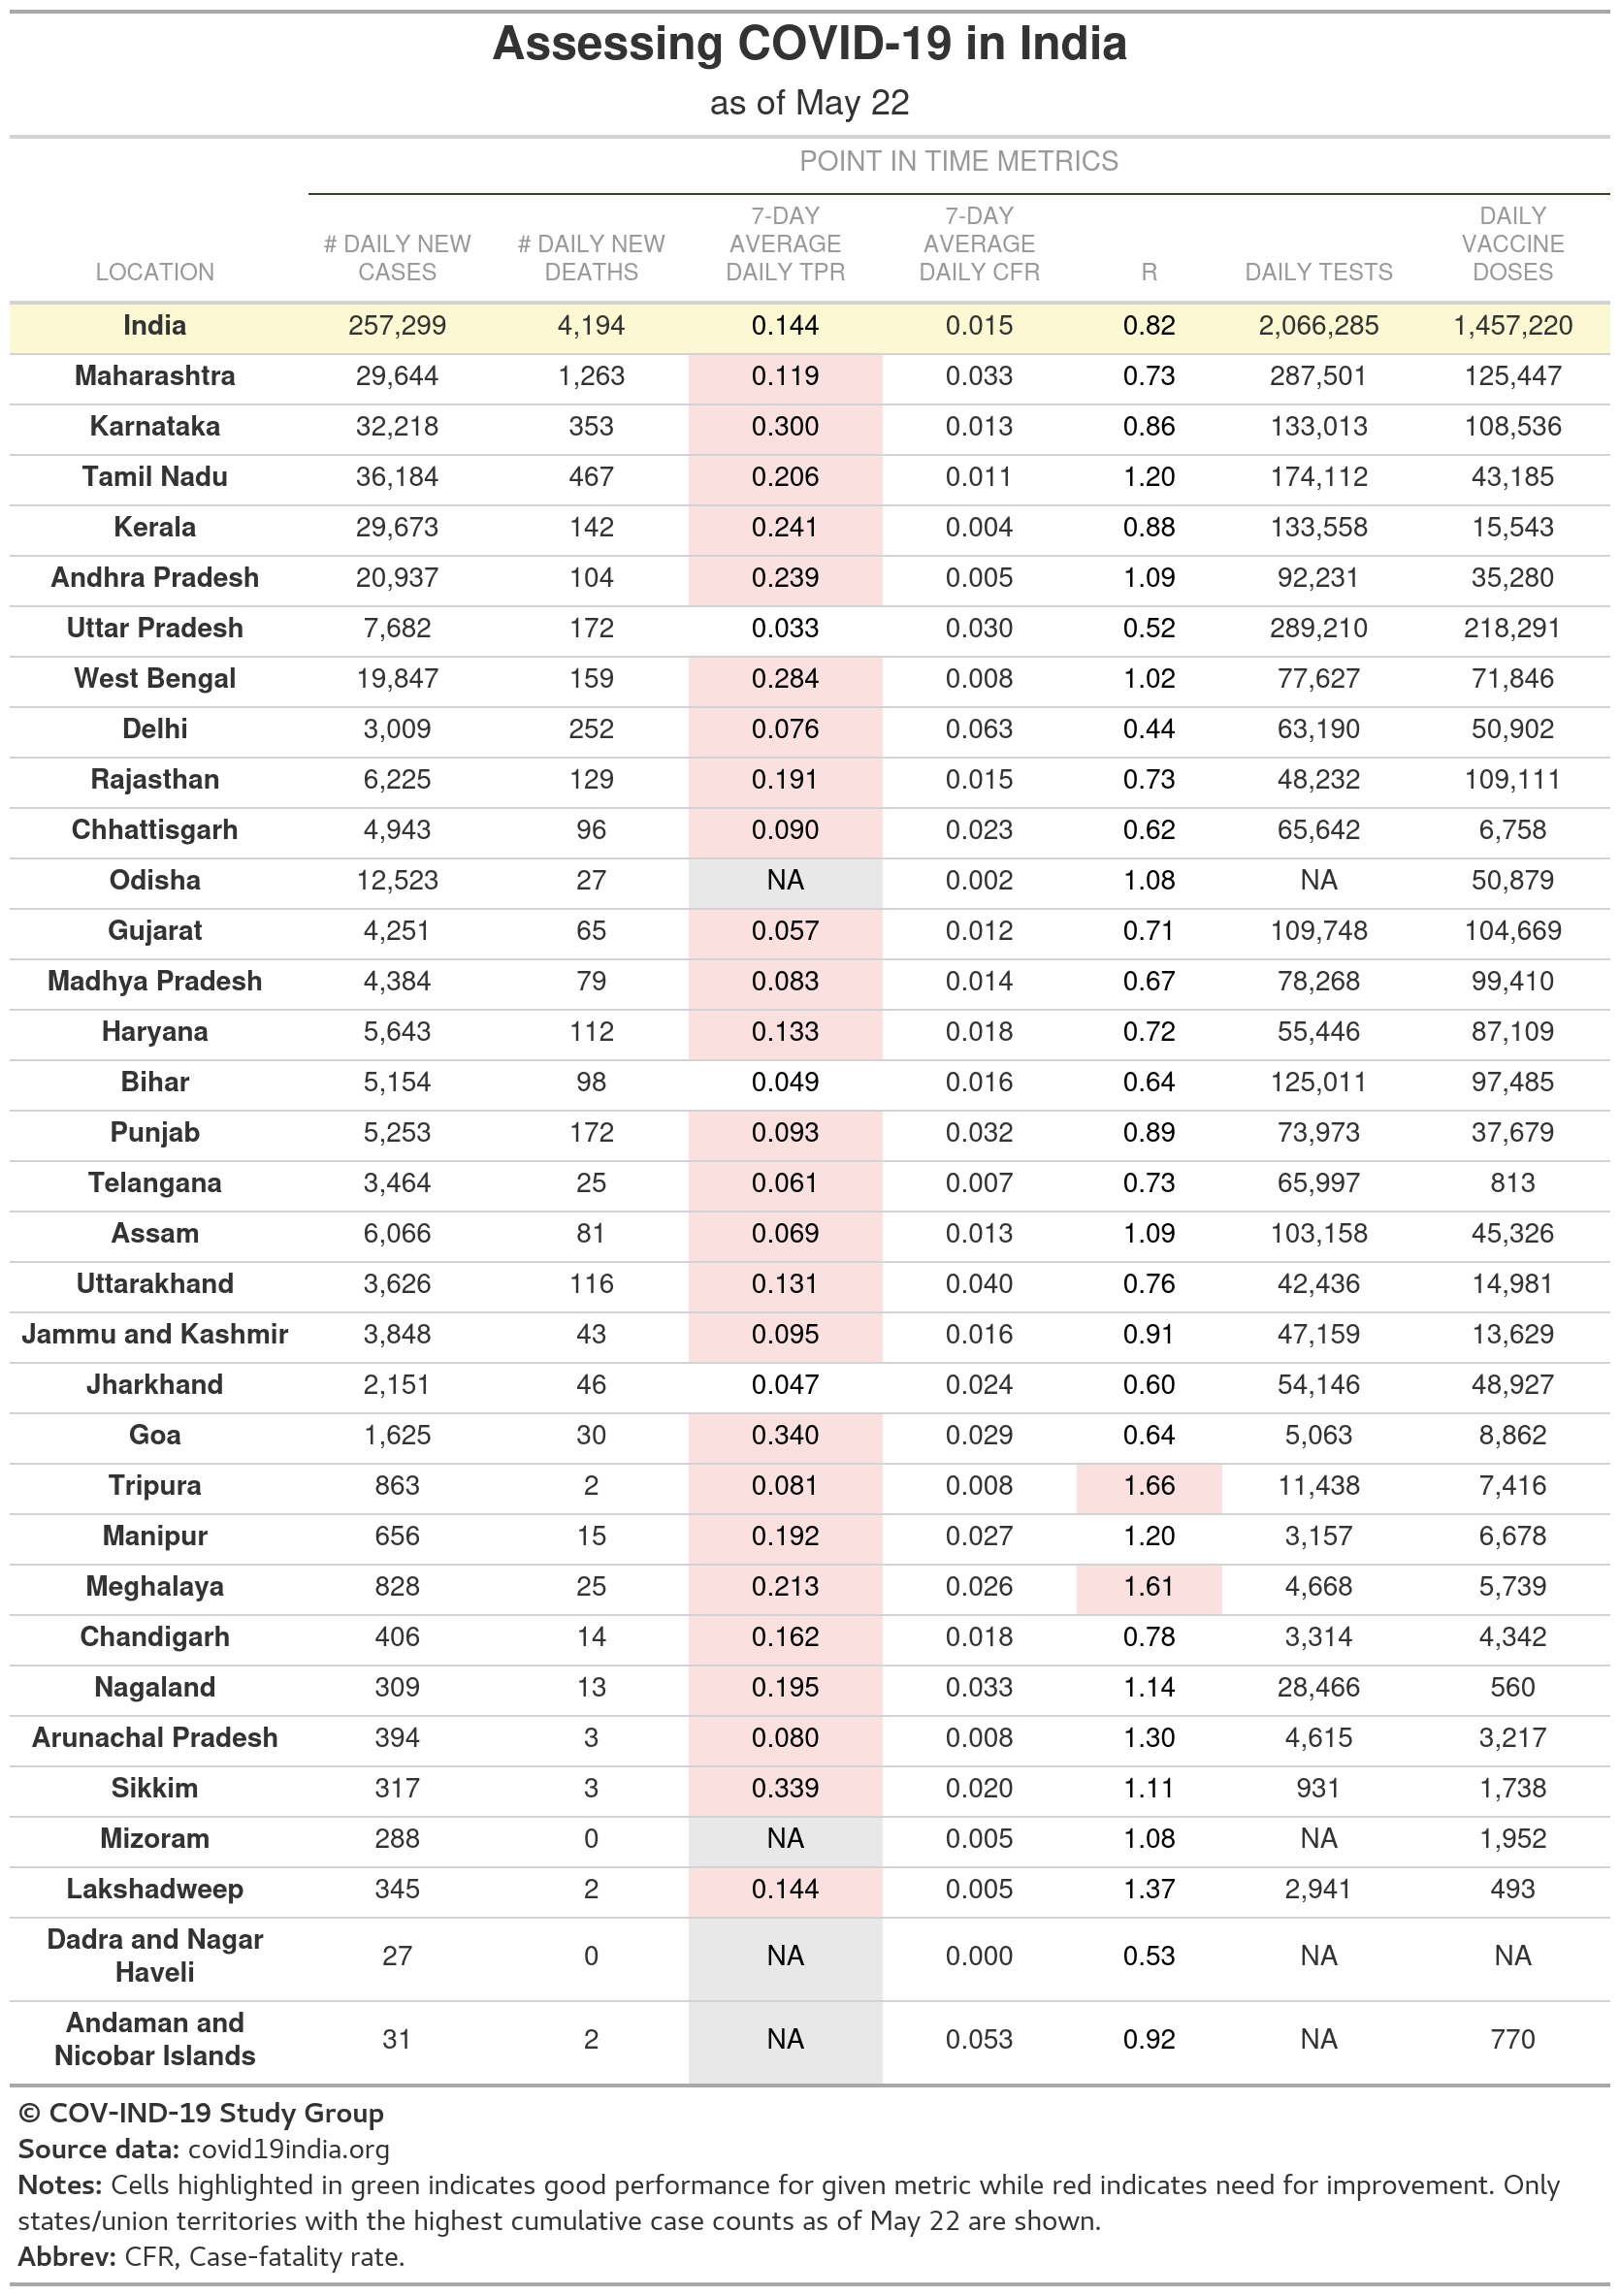 Assessing COVID-19 in India
as of May 22
POINT IN TIME METRICS
LOCATION # DAILY NEW CASES # DAILY NEW DEATHS 7-DAY AVERAGE DAILY TPR 7-DAY AVERAGE DAILY CFR R DAILY TESTS DAILY VACCINE DOSES
India 257,299 4,194 0.144 0.015 0.82 2,066,285 1,457,220
Maharashtra 29,644 1,263 0.119 0.033 0.73 287,501 125,447
Karnataka 32,218 353 0.300 0.013 0.86 133,013 108,536
Tamil Nadu 36,184 467 0.206 0.011 1.20 174,112 43,185
Kerala 29,673 142 0.241 0.004 0.88 133,558 15,543
Andhra Pradesh 20,937 104 0.239 0.005 1.09 92,231 35,280
Uttar Pradesh 7,682 172 0.033 0.030 0.52 289,210 218,291
West Bengal 19,847 159 0.284 0.008 1.02 77,627 71,846
Delhi 3,009 252 0.076 0.063 0.44 63,190 50,902
Rajasthan 6,225 129 0.191 0.015 0.73 48,232 109,111
Chhattisgarh 4,943 96 0.090 0.023 0.62 65,642 6,758
Odisha 12,523 27 NA 0.002 1.08 NA 50,879
Gujarat 4,251 65 0.057 0.012 0.71 109,748 104,669
Madhya Pradesh 4,384 79 0.083 0.014 0.67 78,268 99,410
Haryana 5,643 112 0.133 0.018 0.72 55,446 87,109
Bihar 5,154 98 0.049 0.016 0.64 125,011 97,485
Punjab 5,253 172 0.093 0.032 0.89 73,973 37,679
Telangana 3,464 25 0.061 0.007 0.73 65,997 813
Assam 6,066 81 0.069 0.013 1.09 103,158 45,326
Uttarakhand 3,626 116 0.131 0.040 0.76 42,436 14,981
Jammu and Kashmir 3,848 43 0.095 0.016 0.91 47,159 13,629
Jharkhand 2,151 46 0.047 0.024 0.60 54,146 48,927
Goa 1,625 30 0.340 0.029 0.64 5,063 8,862
Tripura 863 2 0.081 0.008 1.66 11,438 7,416
Manipur 656 15 0.192 0.027 1.20 3,157 6,678
Meghalaya 828 25 0.213 0.026 1.61 4,668 5,739
Chandigarh 406 14 0.162 0.018 0.78 3,314 4,342
Nagaland 309 13 0.195 0.033 1.14 28,466 560
Arunachal Pradesh 394 3 0.080 0.008 1.30 4,615 3,217
Sikkim 317 3 0.339 0.020 1.11 931 1,738
Mizoram 288 0 NA 0.005 1.08 NA 1,952
Lakshadweep 345 2 0.144 0.005 1.37 2,941 493
Dadra and Nagar Haveli 27 0 NA 0.000 0.53 NA NA
Andaman and Nicobar Islands 31 2 NA 0.053 0.92 NA 770
© COV-IND-19 Study Group
Source data: covid19india.org
Notes: Cells highlighted in green indicates good performance for given metric while red indicates need for improvement. Only
states/union territories with the highest cumulative case counts as of May 22 are shown.
Abbrev: CFR, Case-fatality rate.